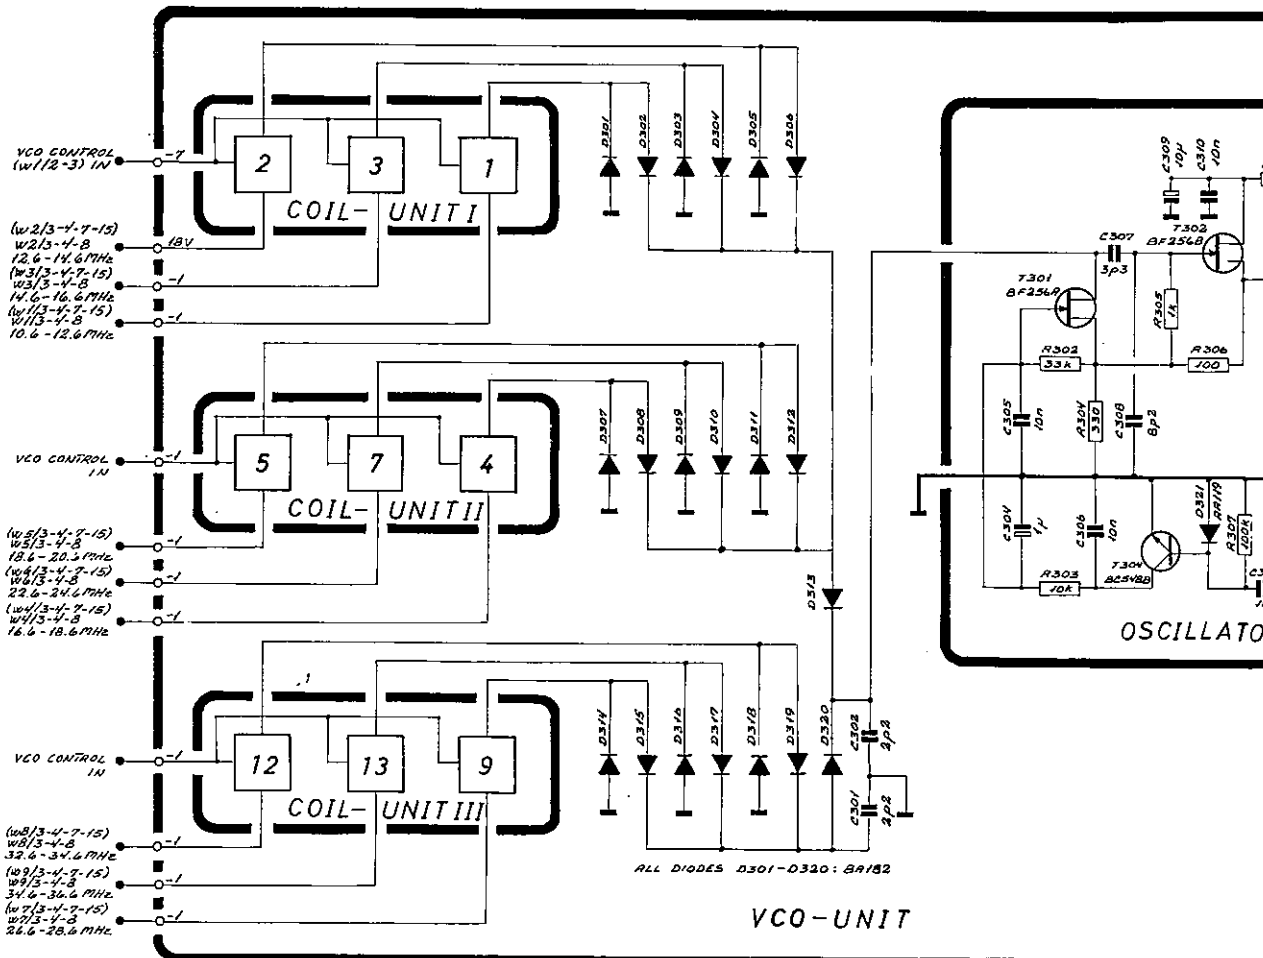 VCO CONTROL
(w1/2-3) IN
-7
(w2/3-4-7-15)
w2/3-4-8
12.6-14.6MHz
18V
(w3/3-4-7-15)
w3/3-4-8
14.6-16.6MHz
-1
(w1/3-4-7-15)
w1/3-4-8
10.6-12.6MHz
-1
2
3
1
COIL-UNIT I
D301
D302
D303
D304
D305
D306
VCO CONTROL
IN
-1
(w5/3-4-7-15)
w5/3-4-8
18.6-20.6MHz
-1
(w6/3-4-7-15)
w6/3-4-8
22.6-24.6MHz
-1
(w4/3-4-7-15)
w4/3-4-8
16.6-18.6MHz
-1
5
7
4
COIL-UNIT II
D307
D308
D309
D310
D311
D312
D313
VCO CONTROL
IN
-1
(w8/3-4-7-15)
w8/3-4-8
32.6-34.6MHz
-1
(w9/3-4-7-15)
w9/3-4-8
34.6-36.6MHz
-1
(w7/3-4-7-15)
w7/3-4-8
26.6-28.6MHz
-1
12
13
9
COIL-UNIT III
D314
D315
D316
D317
D318
D319
D320
C302
2p2
C301
2p2
ALL DIODES D301-D320: BA182
VCO-UNIT
C309
10µ
C310
10n
T302
BF256B
C307
3p3
T301
BF256A
R305
1k
R302
33k
R306
100
C305
10n
R304
330
C308
8p2
C304
1µ
C306
10n
D321
AA119
R307
100k
T304
BC548B
R303
10k
OSCILLATO